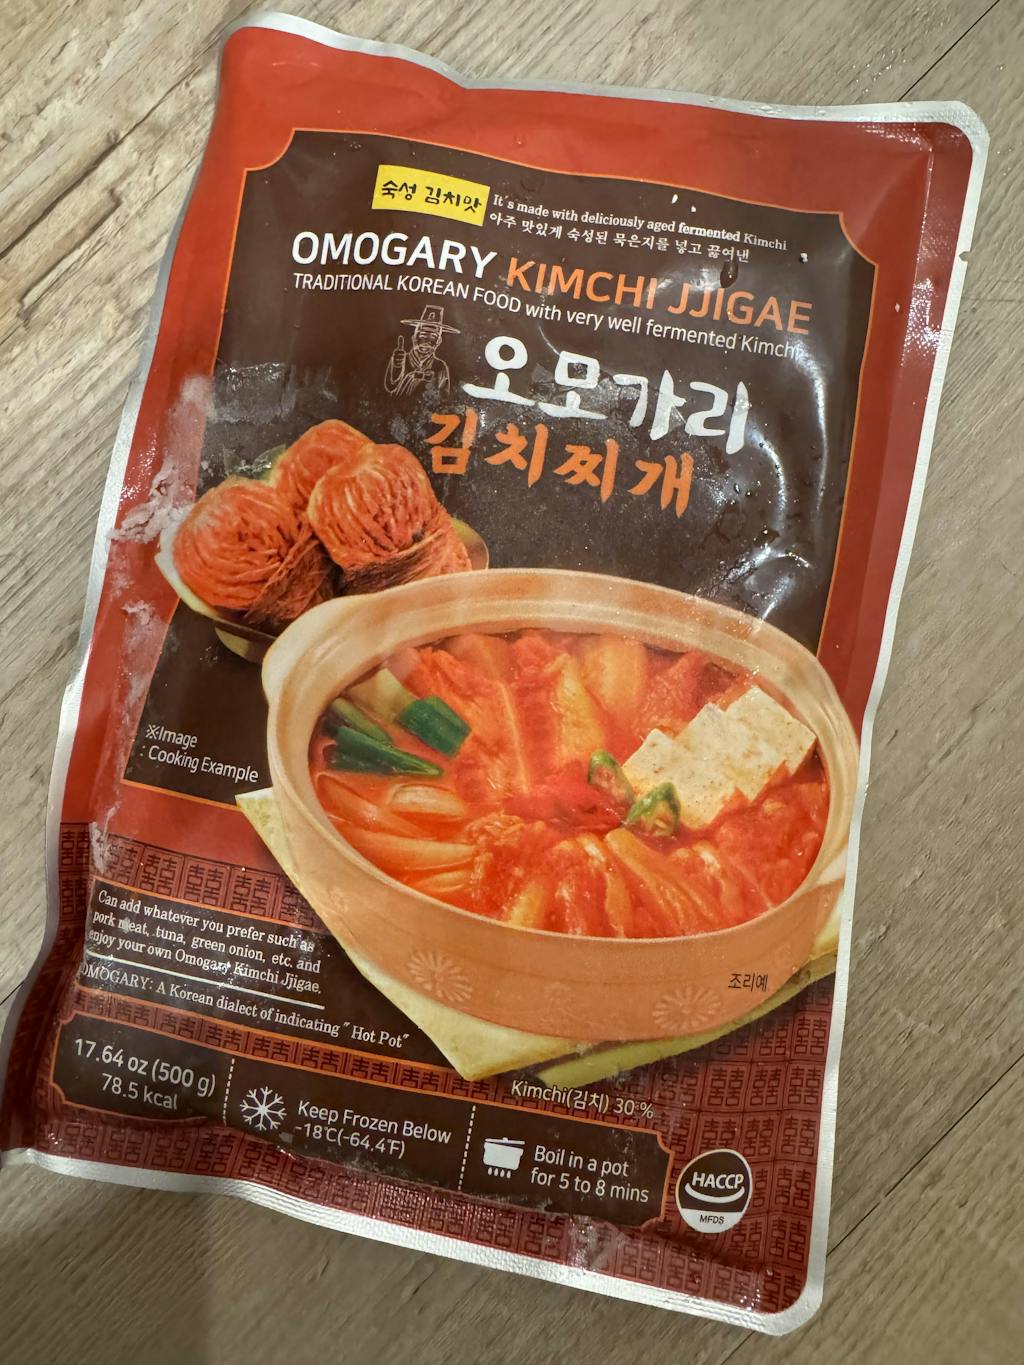 숙성 김치맛
It's made with deliciously aged fermented Kimchi
아주 맛있게 숙성된 묵은지를 넣고 끓여낸
OMOGARY KIMCHI JJIGAE
TRADITIONAL KOREAN FOOD with very well fermented Kimchi
오모가리
김치찌개
※Image
: Cooking Example
Can add whatever you prefer such as
pork meat, tuna, green onion, etc. and
enjoy your own Omogary Kimchi Jjigae.
OMOGARY: A Korean dialect of indicating "Hot Pot"
조리예
Kimchi(김치) 30 %
17.64 oz (500 g)
78.5 kcal
Keep Frozen Below
-18℃(-64.4℉)
Boil in a pot
for 5 to 8 mins
HACCP
MFDS